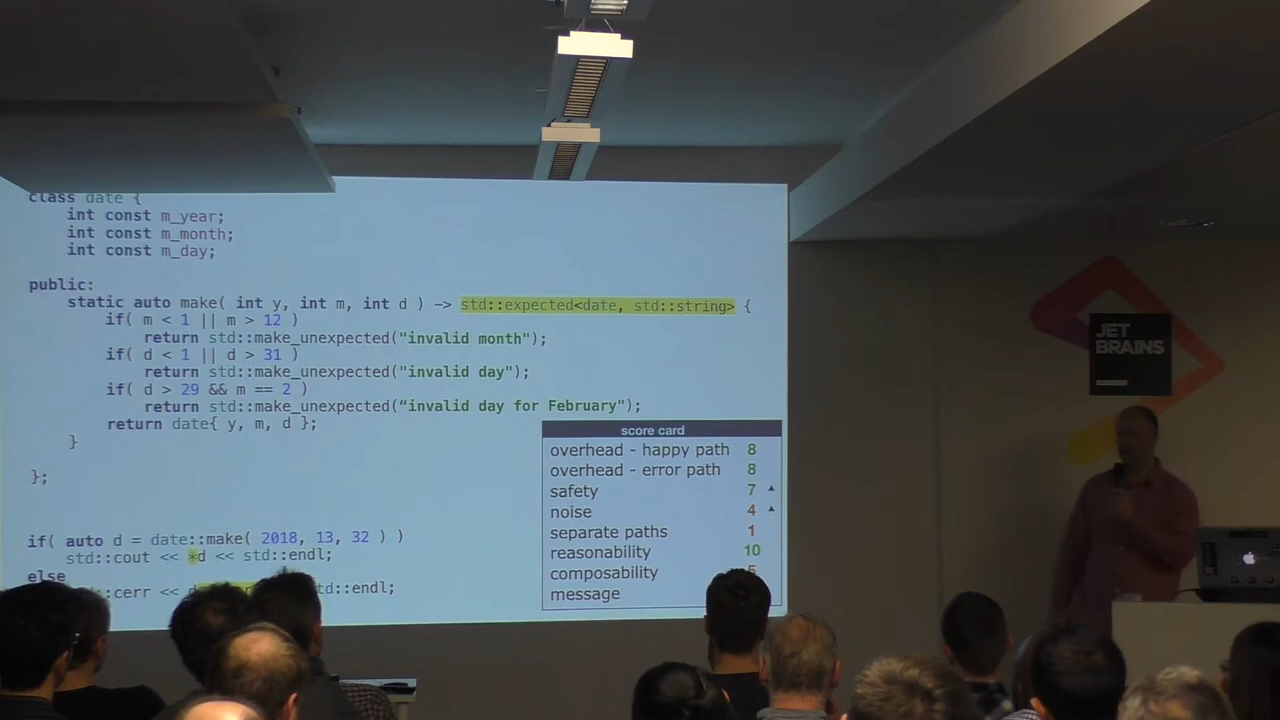 class date {
int const m_year;
int const m_month;
int const m_day;
public:
static auto make( int y, int m, int d ) -> std::expected<date, std::string> {
if( m < 1 || m > 12 )
return std::make_unexpected("invalid month");
if( d < 1 || d > 31 )
return std::make_unexpected("invalid day");
if( d > 29 && m == 2 )
return std::make_unexpected("invalid day for February");
return date{ y, m, d };
}
};
if( auto d = date::make( 2018, 13, 32 ) )
std::cout << *d << std::endl;
else
::cerr << std::endl;
score card
overhead - happy path 8
overhead - error path 8
safety 7 ▲
noise 4 ▲
separate paths 1
reasonability 10
composability 5
message
JET
BRAINS